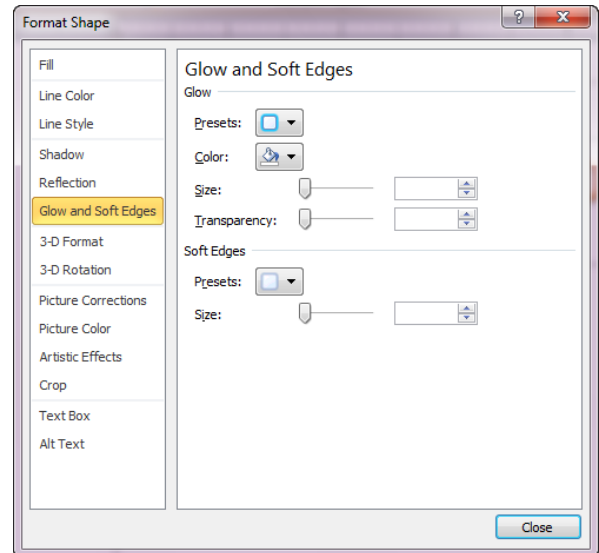 Format Shape
Fill
Line Color
Line Style
Shadow
Reflection
Glow and Soft Edges
3-D Format
3-D Rotation
Picture Corrections
Picture Color
Artistic Effects
Crop
Text Box
Alt Text
Glow and Soft Edges
Glow
Presets:
Color:
Size:
Transparency:
Soft Edges
Presets:
Size:
Close